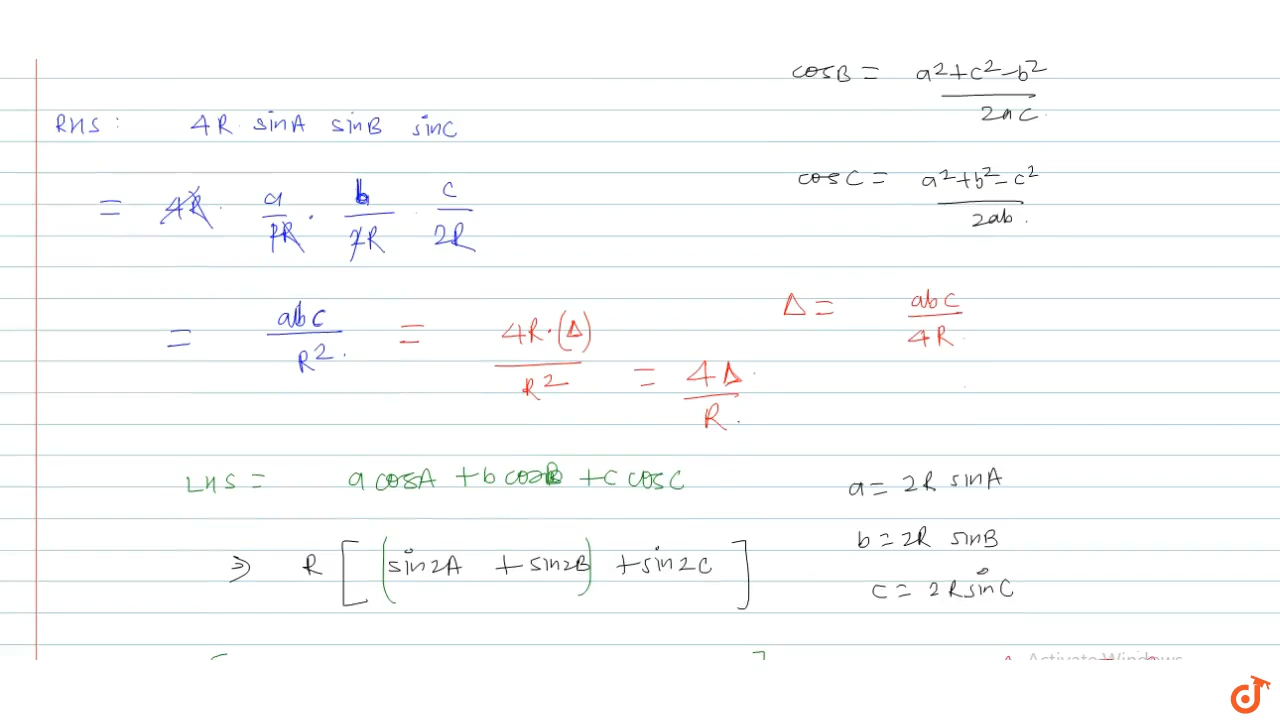 cosB = a²+c²-b² / 2ac
RHS: 4R sinA sinB sinC
cosC = a²+b²-c² / 2ab.
= 4R · a/2R · b/2R · c/2R
Δ = abc / 4R
= abc / R². = 4R·(Δ) / R² = 4Δ / R.
LHS = a cosA + b cosB + c cosC
a = 2R sinA
b = 2R sinB
⇒ R [ (sin2A + sin2B) + sin2C ]
c = 2R sinC
Activate Windows